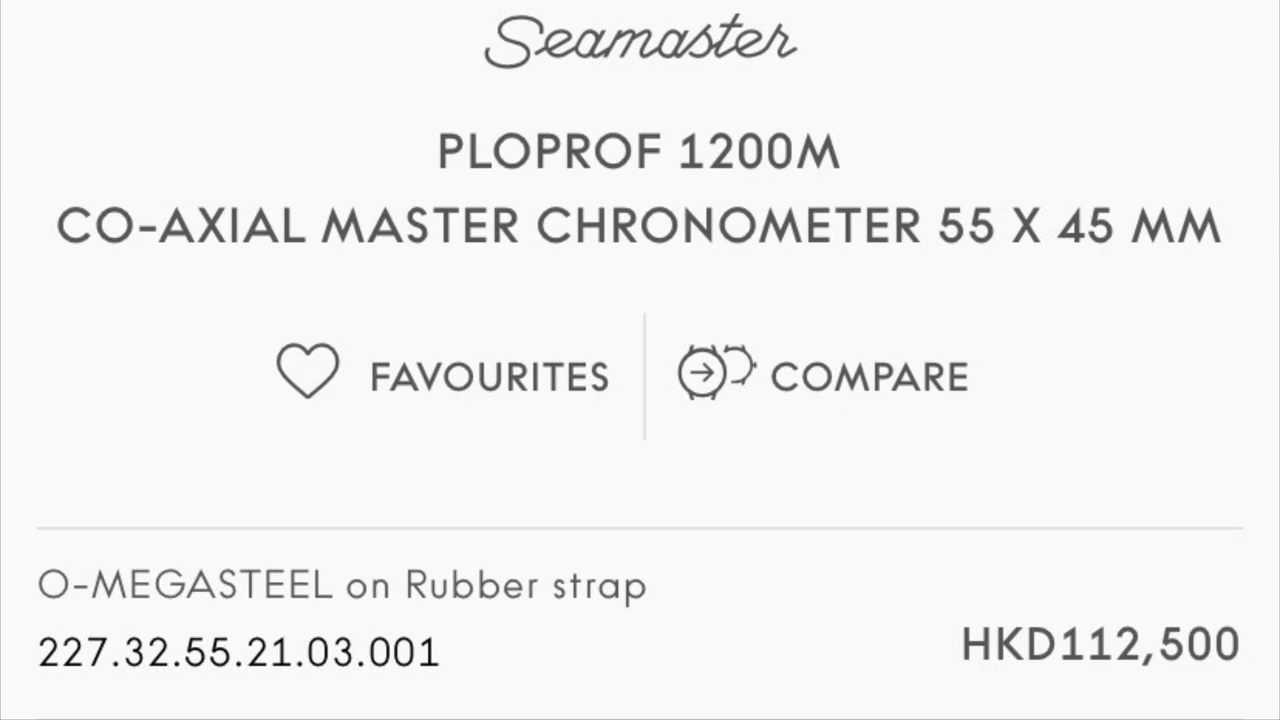 Seamaster
PLOPROF 1200M
CO-AXIAL MASTER CHRONOMETER 55 X 45 MM
FAVOURITES
COMPARE
O-MEGASTEEL on Rubber strap
227.32.55.21.03.001
HKD112,500